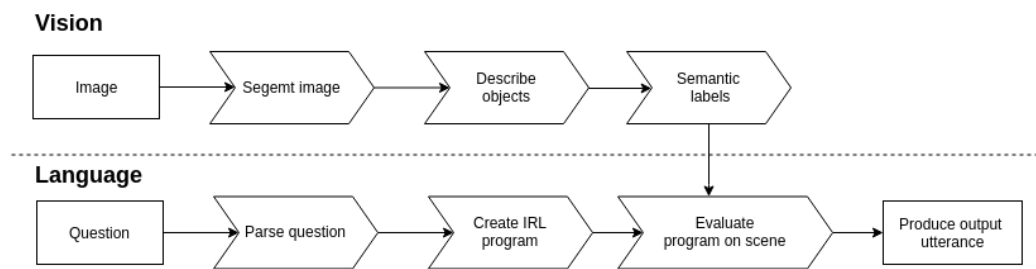 Vision
Image
Segemt image
Describe
objects
Semantic
labels
Language
Question
Parse question
Create IRL
program
Evaluate
program on scene
Produce output
utterance